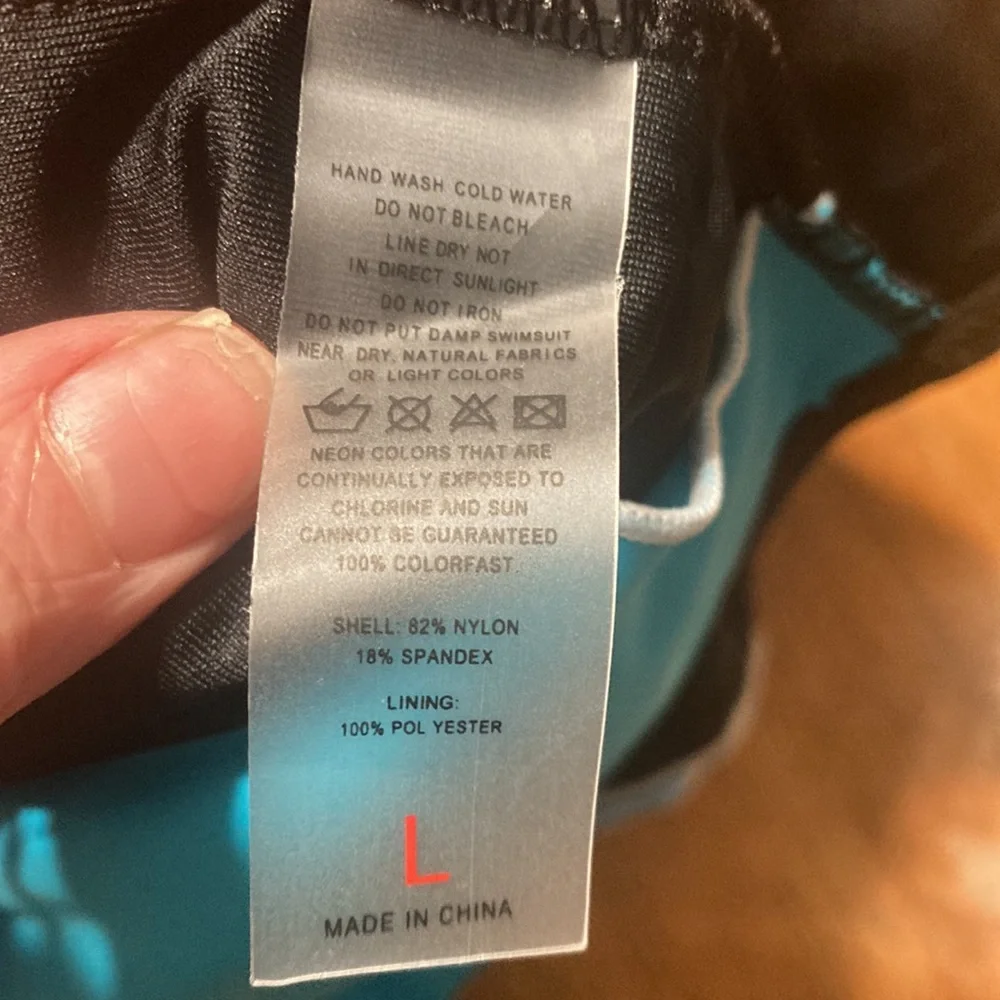 HAND WASH COLD WATER
DO NOT BLEACH
LINE DRY NOT
IN DIRECT SUNLIGHT
DO NOT IRON
DO NOT PUT DAMP SWIMSUIT
NEAR DRY, NATURAL FABRICS
OR LIGHT COLORS
NEON COLORS THAT ARE
CONTINUALLY EXPOSED TO
CHLORINE AND SUN
CANNOT BE GUARANTEED
100% COLORFAST.
SHELL: 82% NYLON
18% SPANDEX
LINING:
100% POLYESTER
L
MADE IN CHINA